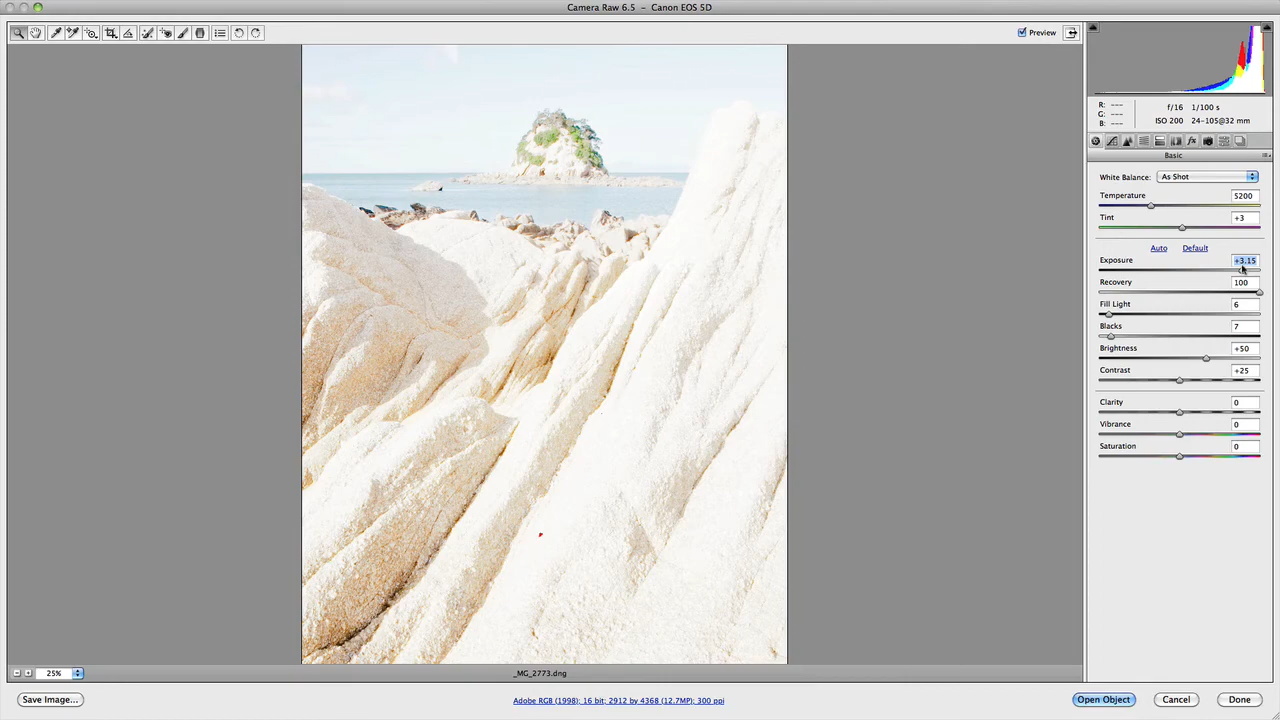 Camera Raw 6.5 - Canon EOS 5D
Preview
R: ---
G: ---
B: ---
f/16 1/100 s
ISO 200 24-105@32 mm
Basic
White Balance: As Shot
Temperature 5200
Tint +3
Auto Default
Exposure +3.15
Recovery 100
Fill Light 6
Blacks 7
Brightness +50
Contrast +25
Clarity 0
Vibrance 0
Saturation 0
25%
_MG_2773.dng
Save Image...
Adobe RGB (1998); 16 bit; 2912 by 4368 (12.7MP); 300 ppi
Open Object
Cancel
Done